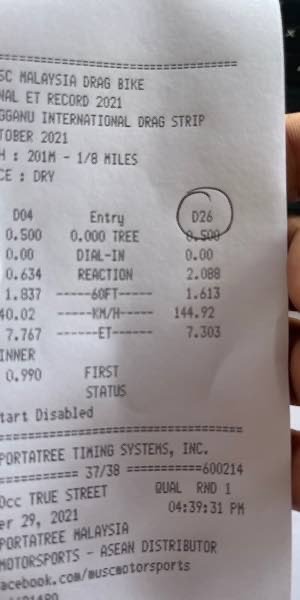 SC MALAYSIA DRAG BIKE
NAL ET RECORD 2021
GGANU INTERNATIONAL DRAG STRIP
TOBER 2021
H : 201M - 1/8 MILES
CE : DRY
D04 Entry D26
0.500 0.000 TREE 0.500
0.00 DIAL-IN 0.00
0.634 REACTION 2.088
1.837 ------60FT------ 1.613
40.02 ------KM/H------ 144.92
7.767 -------ET------- 7.303
INNER
0.990 FIRST
STATUS
tart Disabled
PORTATREE TIMING SYSTEMS, INC.
=========== 37/38 ===========600214
0cc TRUE STREET QUAL RND 1
er 29, 2021 04:39:31 PM
PORTATREE MALAYSIA
MOTORSPORTS - ASEAN DISTRIBUTOR
acebook.com/muscmotorsports